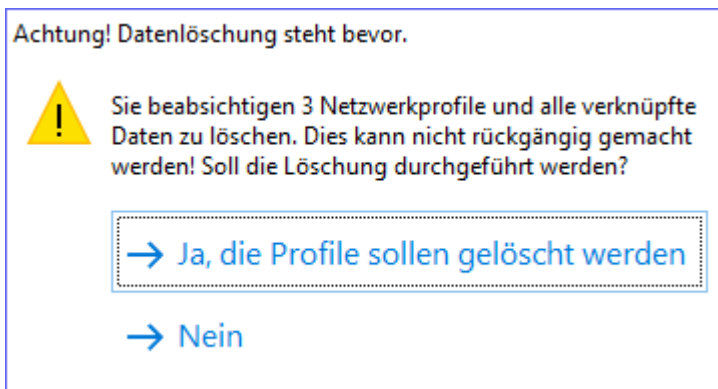 Achtung! Datenlöschung steht bevor.
Sie beabsichtigen 3 Netzwerkprofile und alle verknüpfte
Daten zu löschen. Dies kann nicht rückgängig gemacht
werden! Soll die Löschung durchgeführt werden?
→ Ja, die Profile sollen gelöscht werden
→ Nein